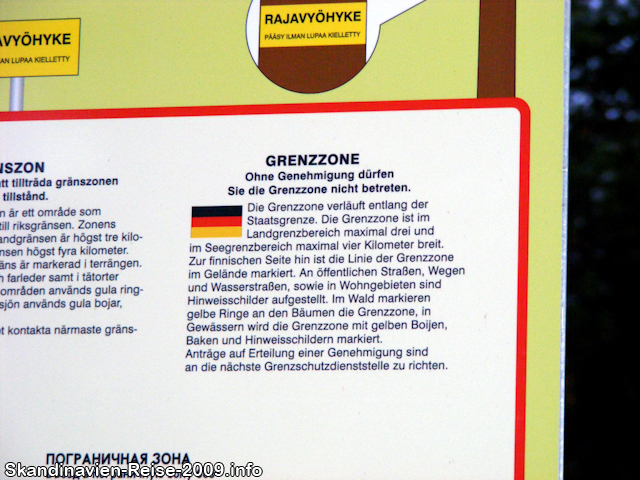 RAJAVYÖHYKE
PÄÄSY ILMAN LUPAA KIELLETTY
AVYÖHYKE
AN LUPAA KIELLETTY
NSZON
tt tillträda gränszonen
tillstånd.
n är ett område som
till riksgränsen. Zonens
andgränsen är högst tre kilo-
nsen högst fyra kilometer.
äns är markerad i terrängen.
h farleder samt i tätorter
områden används gula ring-
sjön används gula bojar,
et kontakta närmaste gräns-
GRENZZONE
Ohne Genehmigung dürfen
Sie die Grenzzone nicht betreten.
Die Grenzzone verläuft entlang der
Staatsgrenze. Die Grenzzone ist im
Landgrenzbereich maximal drei und
im Seegrenzbereich maximal vier Kilometer breit.
Zur finnischen Seite hin ist die Linie der Grenzzone
im Gelände markiert. An öffentlichen Straßen, Wegen
und Wasserstraßen, sowie in Wohngebieten sind
Hinweisschilder aufgestellt. Im Wald markieren
gelbe Ringe an den Bäumen die Grenzzone, in
Gewässern wird die Grenzzone mit gelben Boijen,
Baken und Hinweisschildern markiert.
Anträge auf Erteilung einer Genehmigung sind
an die nächste Grenzschutzdienststelle zu richten.
ПОГРАНИЧНАЯ ЗОНА
Skandinavien-Reise-2009.info